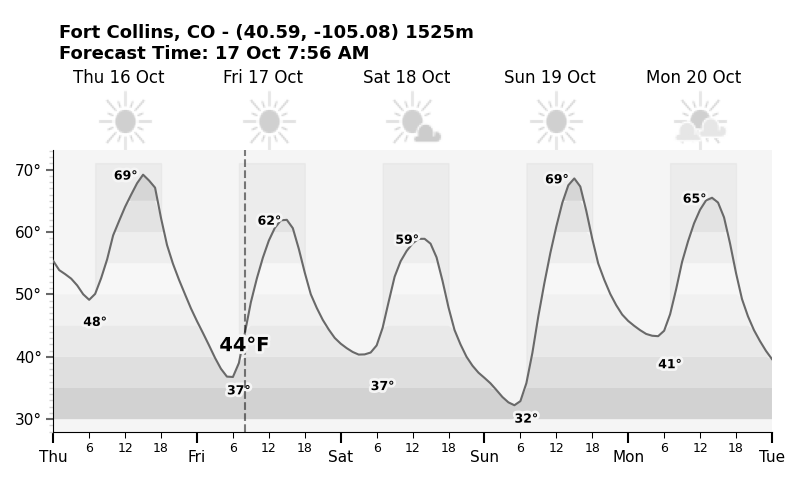 Fort Collins, CO - (40.59, -105.08) 1525m
Forecast Time: 17 Oct 7:56 AM
Thu 16 Oct Fri 17 Oct Sat 18 Oct Sun 19 Oct Mon 20 Oct
70°
60°
50°
40°
30°
69° 62° 59° 69° 65°
48° 37° 37° 32° 41°
44°F
6 12 18 6 12 18 6 12 18 6 12 18 6 12 18
Thu Fri Sat Sun Mon Tue